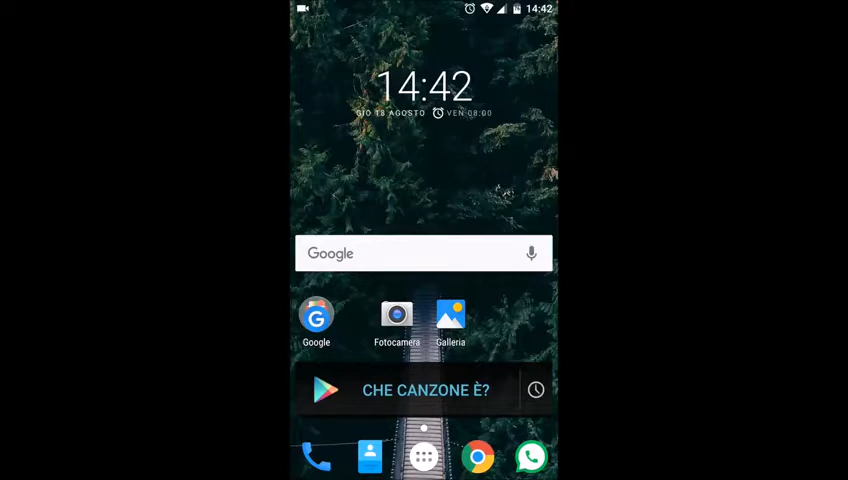 14:42
14:42
GIO 18 AGOSTO VEN 08:00
Google
Google Fotocamera Galleria
CHE CANZONE È?